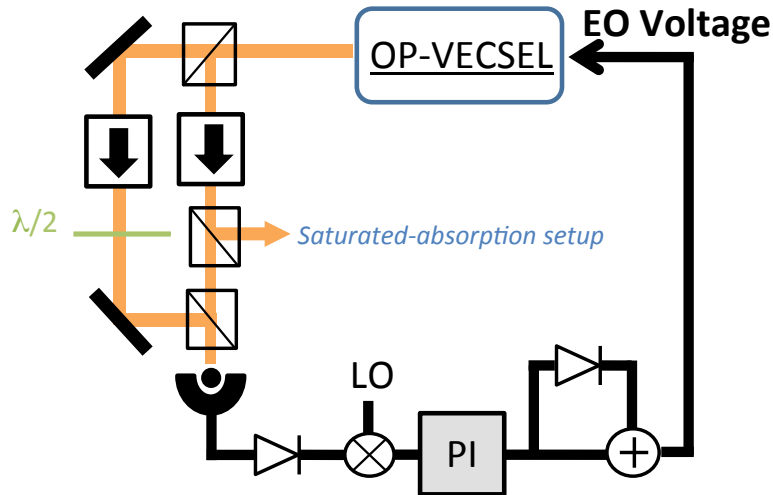 EO Voltage
OP-VECSEL
λ/2
Saturated-absorption setup
LO
PI